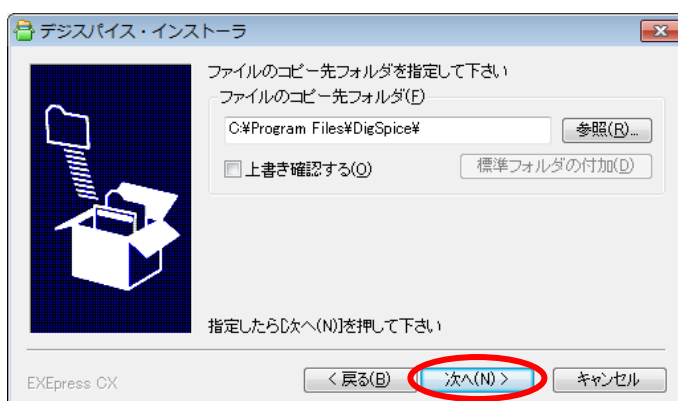 デジスパイス・インストーラ
ファイルのコピー先フォルダを指定して下さい
ファイルのコピー先フォルダ(F)
C:¥Program Files¥DigSpice¥
参照(R)...
上書き確認する(O)
標準フォルダの付加(D)
指定したら[次へ(N)]を押して下さい
EXEpress CX
< 戻る(B)
次へ(N) >
キャンセル